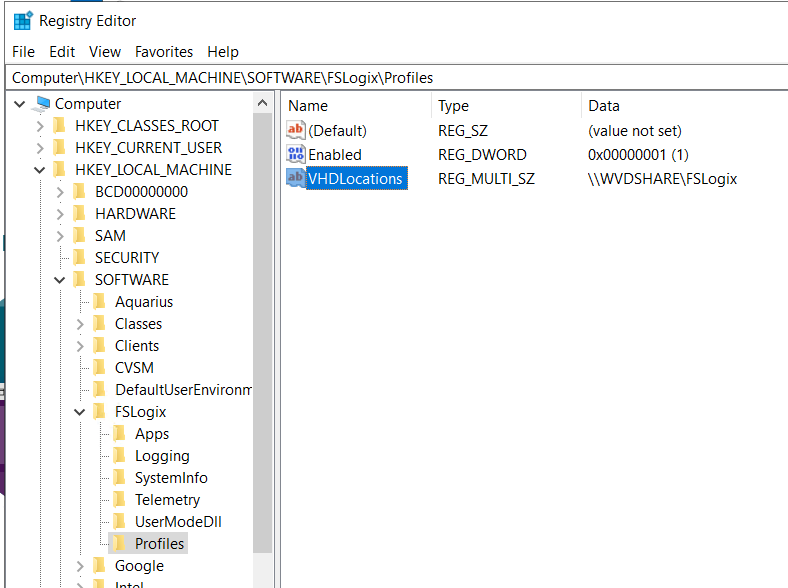 Registry Editor
File Edit View Favorites Help
Computer\HKEY_LOCAL_MACHINE\SOFTWARE\FSLogix\Profiles
Computer
HKEY_CLASSES_ROOT
HKEY_CURRENT_USER
HKEY_LOCAL_MACHINE
BCD00000000
HARDWARE
SAM
SECURITY
SOFTWARE
Aquarius
Classes
Clients
CVSM
DefaultUserEnvironm
FSLogix
Apps
Logging
SystemInfo
Telemetry
UserModeDll
Profiles
Google
Intel
Name Type Data
ab (Default) REG_SZ (value not set)
Enabled REG_DWORD 0x00000001 (1)
ab VHDLocations REG_MULTI_SZ \\WVDSHARE\FSLogix